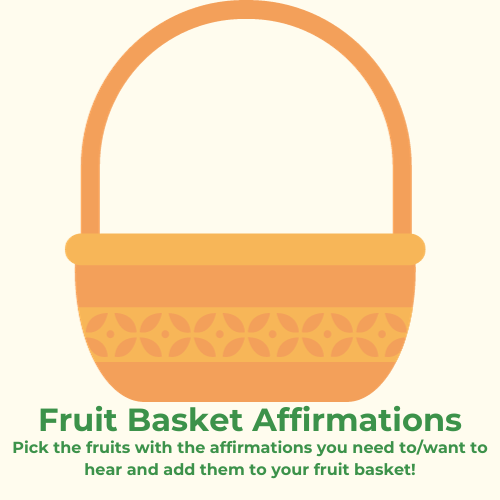 Fruit Basket Affirmations
Pick the fruits with the affirmations you need to/want to
hear and add them to your fruit basket!